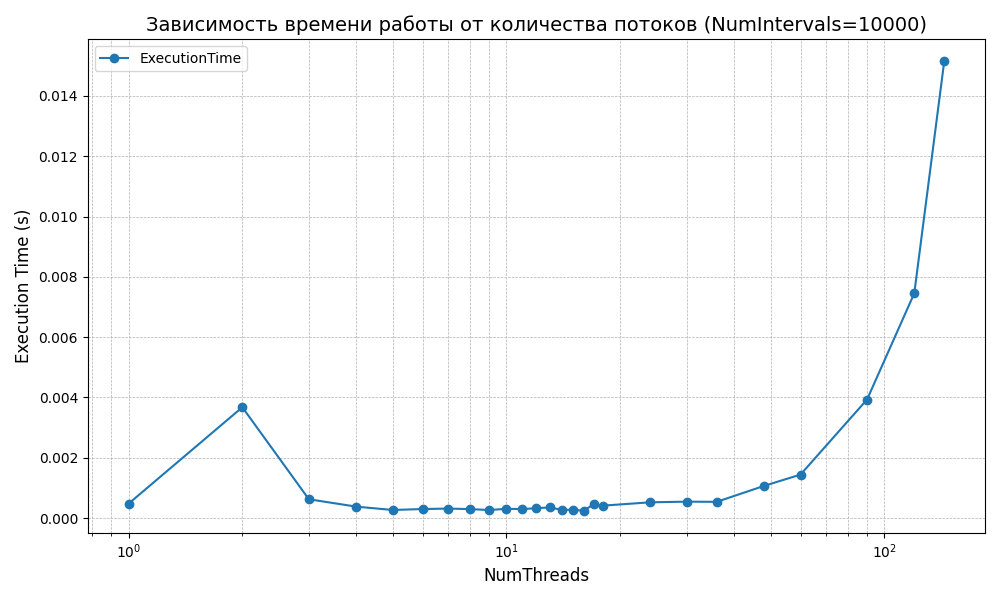 Зависимость времени работы от количества потоков (NumIntervals=10000)
ExecutionTime
0.014
0.012
0.010
0.008
0.006
0.004
0.002
0.000
Execution Time (s)
10⁰
10¹
10²
NumThreads